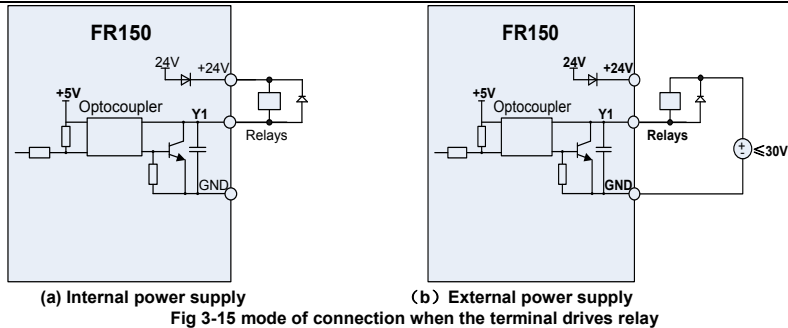 FR150
24V
+24V
+5V
Optocoupler
Y1
Relays
GND
(a) Internal power supply
FR150
24V
+24V
+5V
Optocoupler
Y1
Relays
+
-
≤30V
GND
(b) External power supply
Fig 3-15 mode of connection when the terminal drives relay